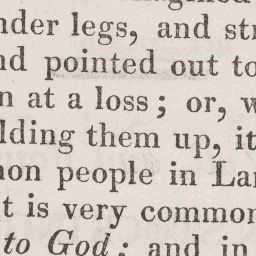 nder legs, and str
nd pointed out to
n at a loss; or, w
lding them up, it
non people in Lan
t is very common
to God: and in